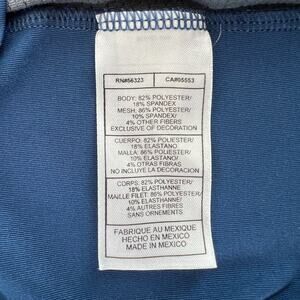 RN#56323 CA#05553
BODY: 82% POLYESTER/
18% SPANDEX
MESH: 86% POLYESTER/
10% SPANDEX/
4% OTHER FIBERS
EXCLUSIVE OF DECORATION
CUERPO: 82% POLIESTER/
18% ELASTANO
MALLA: 86% POLIESTER/
10% ELASTANO/
4% OTRAS FIBRAS
NO INCLUYE LA DECORACION
CORPS: 82% POLYESTER/
18% ELASTHANNE
MAILLE FILET: 86% POLYESTER/
10% ELASTHANNE/
4% AUTRES FIBRES
SANS ORNEMENTS
FABRIQUE AU MEXIQUE
HECHO EN MEXICO
MADE IN MEXICO